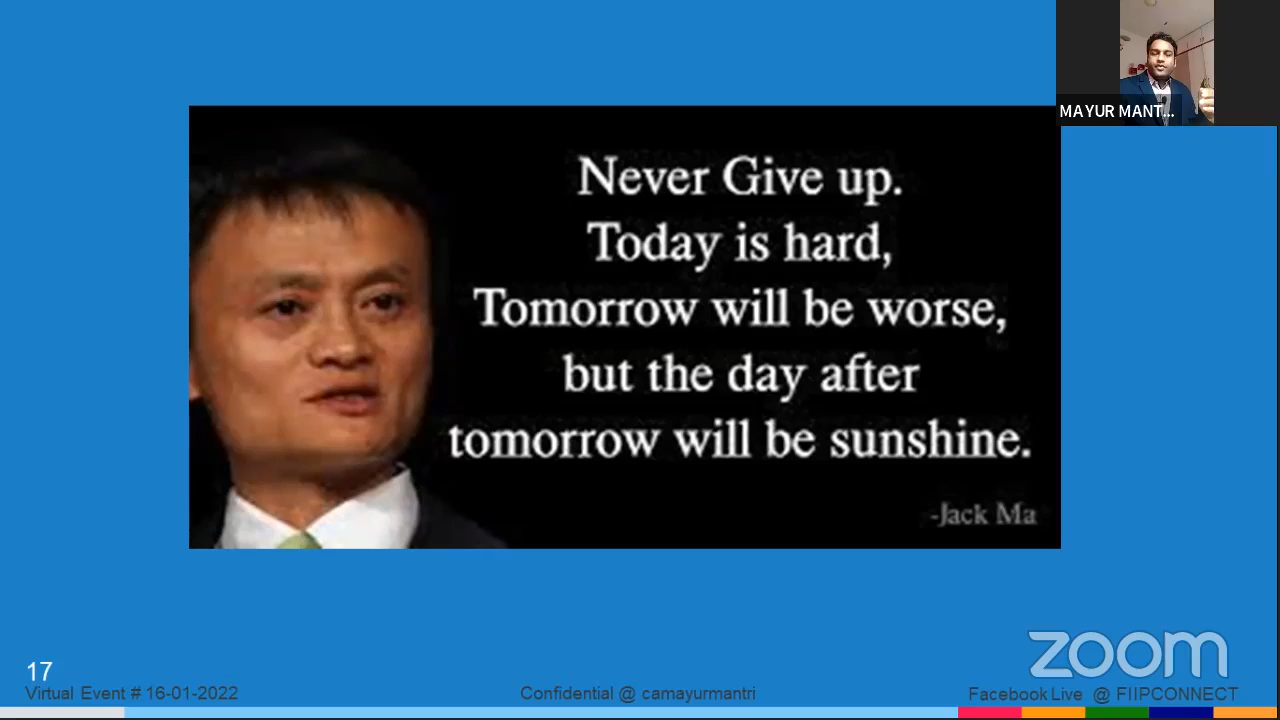 MAYUR MANT...
Never Give up.
Today is hard,
Tomorrow will be worse,
but the day after
tomorrow will be sunshine.
-Jack Ma
zoom
17
Virtual Event # 16-01-2022
Confidential @ camayurmantri
Facebook Live @ FIIPCONNECT